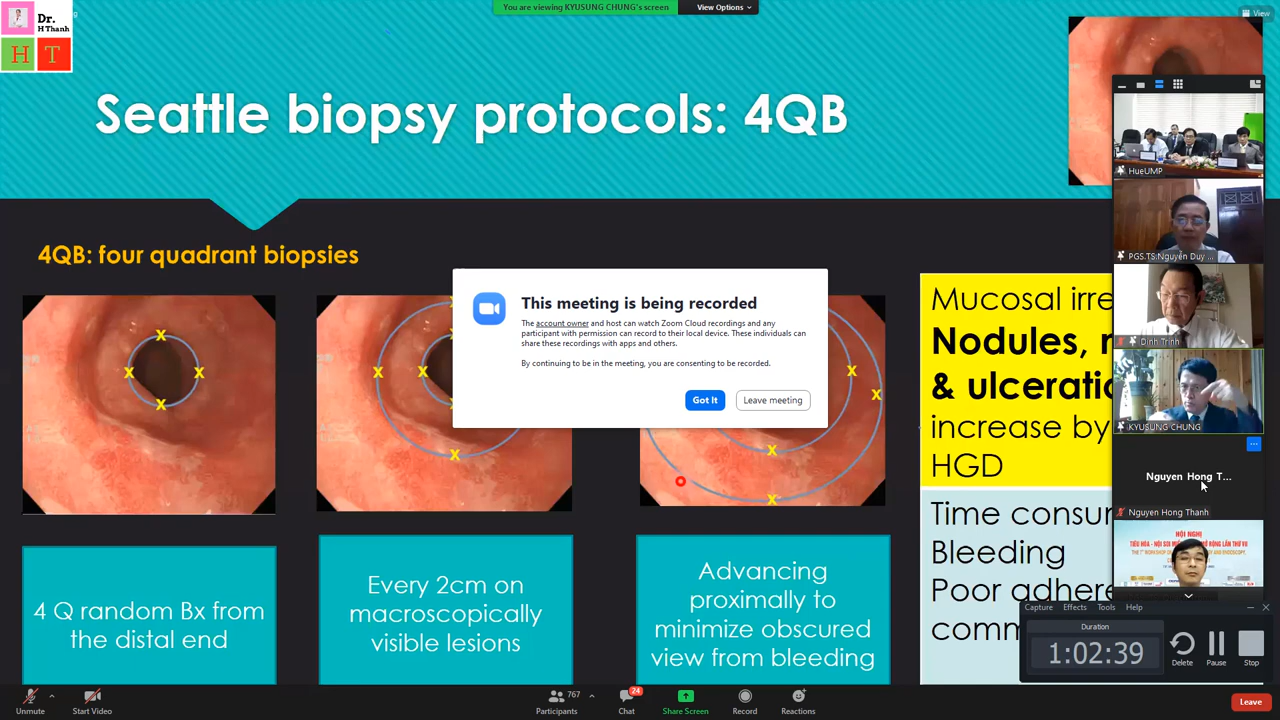 Dr.
H Thanh
H T
You are viewing KYUSUNG CHUNG's screen
View Options
View
Seattle biopsy protocols: 4QB
4QB: four quadrant biopsies
x
x
x
x
x
x
x
x
x
x
x
This meeting is being recorded
The account owner and host can watch Zoom Cloud recordings and any
participant with permission can record to their local device. These individuals can
share these recordings with apps and others.
By continuing to be in the meeting, you are consenting to be recorded.
Got It
Leave meeting
4 Q random Bx from
the distal end
Every 2cm on
macroscopically
visible lesions
Advancing
proximally to
minimize obscured
view from bleeding
Mucosal irre
Nodules,
& ulcerati
increase by
HGD
Time consu
Bleeding
Poor adhere
comm
HueUMP
PGS.TS.Nguyễn Duy ...
Dinh Trinh
KYUSUNG CHUNG
Nguyen Hong T...
Nguyen Hong Thanh
HỘI NGHỊ
Capture Effects Tools Help
Duration
1:02:39
Delete
Pause
Stop
Unmute
Start Video
767
Participants
24
Chat
Share Screen
Record
Reactions
Leave